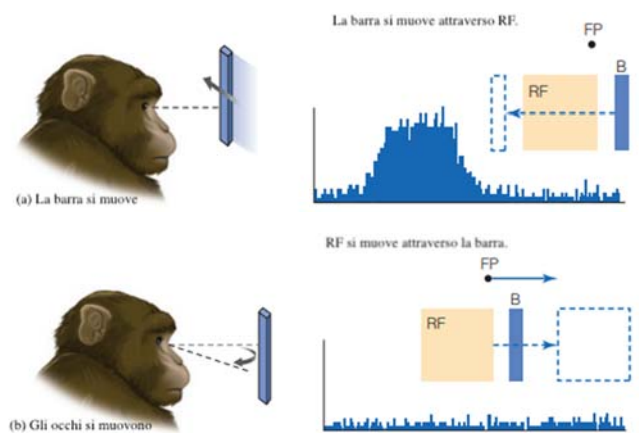 La barra si muove attraverso RF.
FP
B
RF
(a) La barra si muove
RF si muove attraverso la barra.
FP
B
RF
(b) Gli occhi si muovono